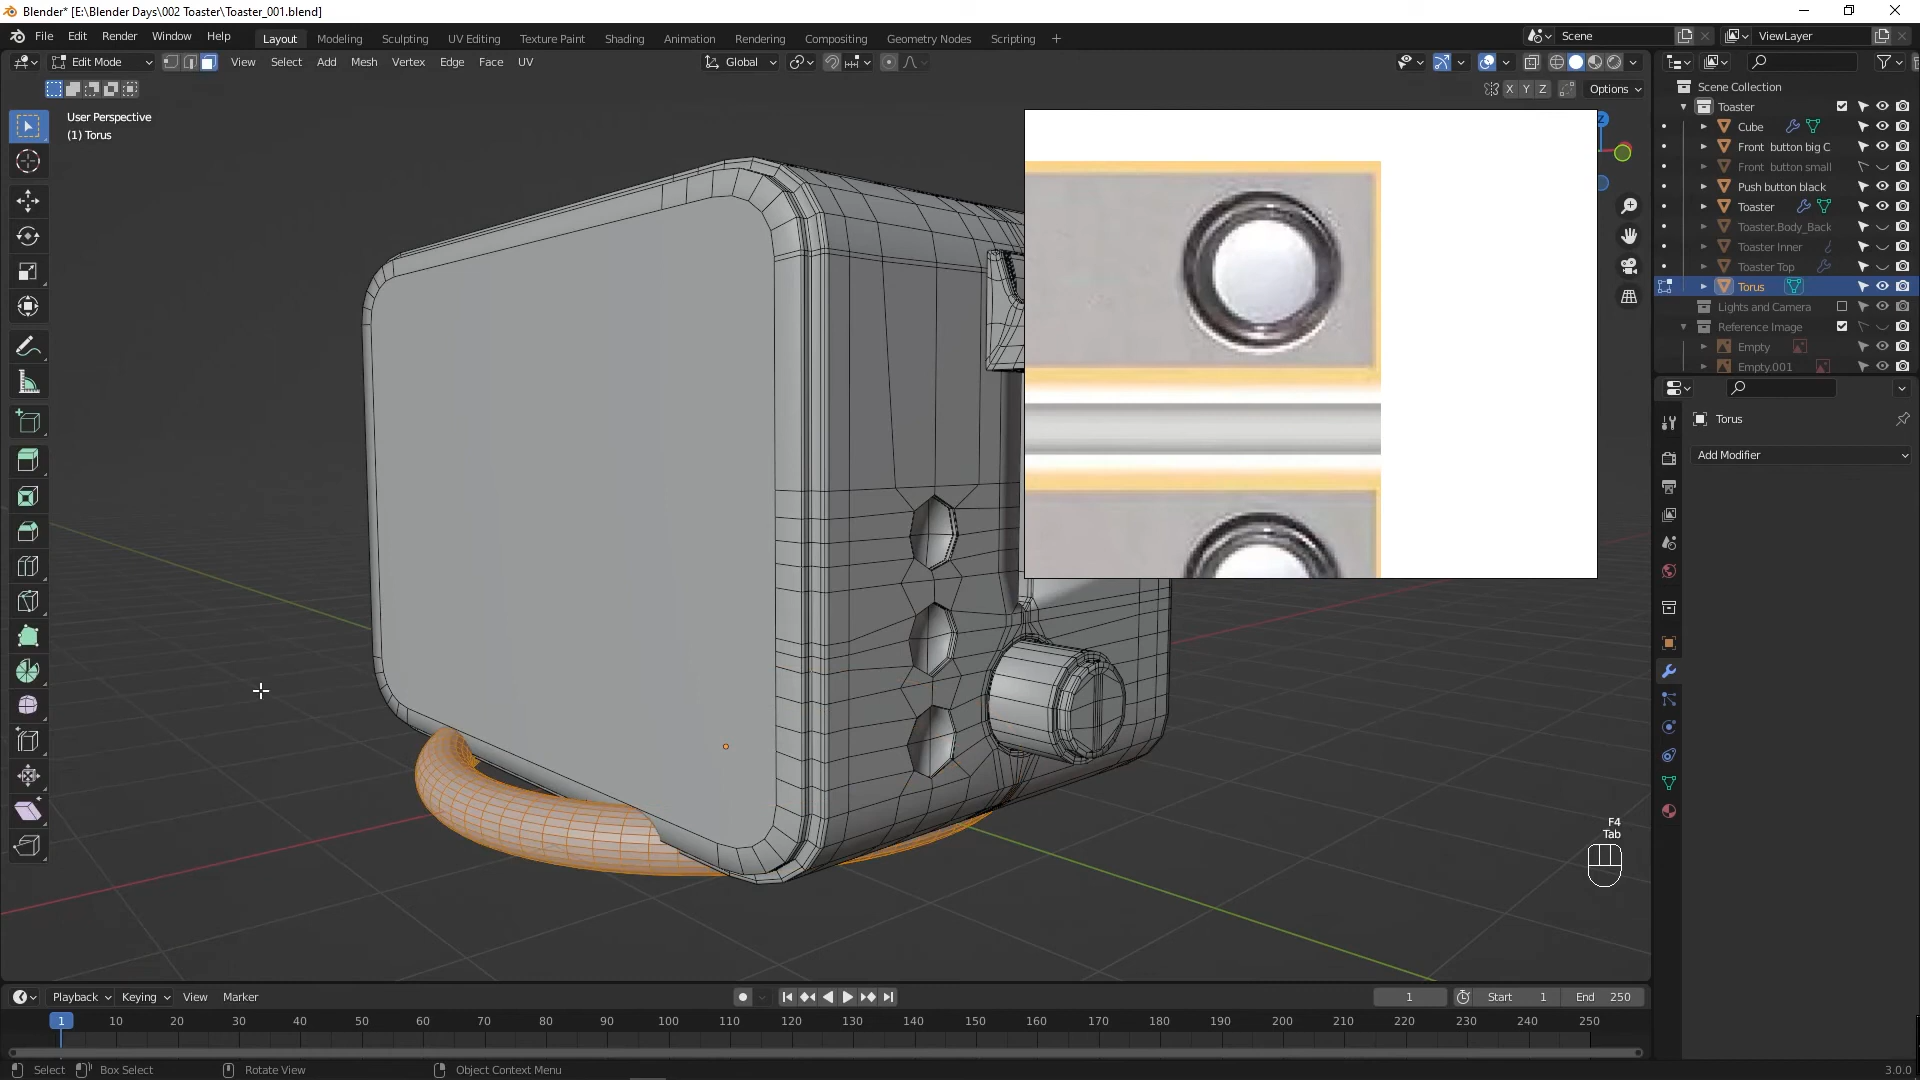 Blender* [E:\Blender Days\002 Toaster\Toaster_001.blend]
File Edit Render Window Help
Layout Modeling Sculpting UV Editing Texture Paint Shading Animation Rendering Compositing Geometry Nodes Scripting +
Scene
ViewLayer
Edit Mode View Select Add Mesh Vertex Edge Face UV
Global
X Y Z Options
User Perspective
(1) Torus
Z
Scene Collection
Toaster
Cube
Front button big C
Front button small
Push button black
Toaster
Toaster.Body_Back
Toaster Inner
Toaster Top
Torus
Lights and Camera
Reference Image
Empty
Empty.001
Torus
Add Modifier
F4
Tab
Playback Keying View Marker
1 Start 1 End 250
1 10 20 30 40 50 60 70 80 90 100 110 120 130 140 150 160 170 180 190 200 210 220 230 240 250
Select Box Select Rotate View Object Context Menu 3.0.0